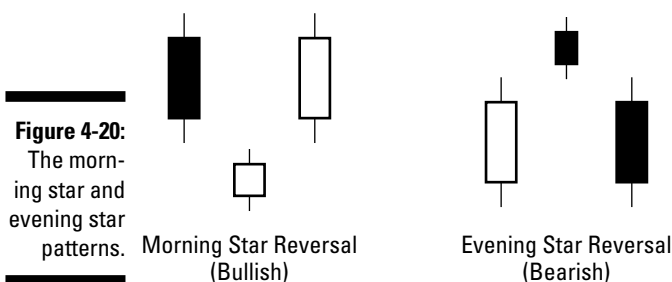 Figure 4-20:
The morn-
ing star and
evening star
patterns.
Morning Star Reversal
(Bullish)
Evening Star Reversal
(Bearish)